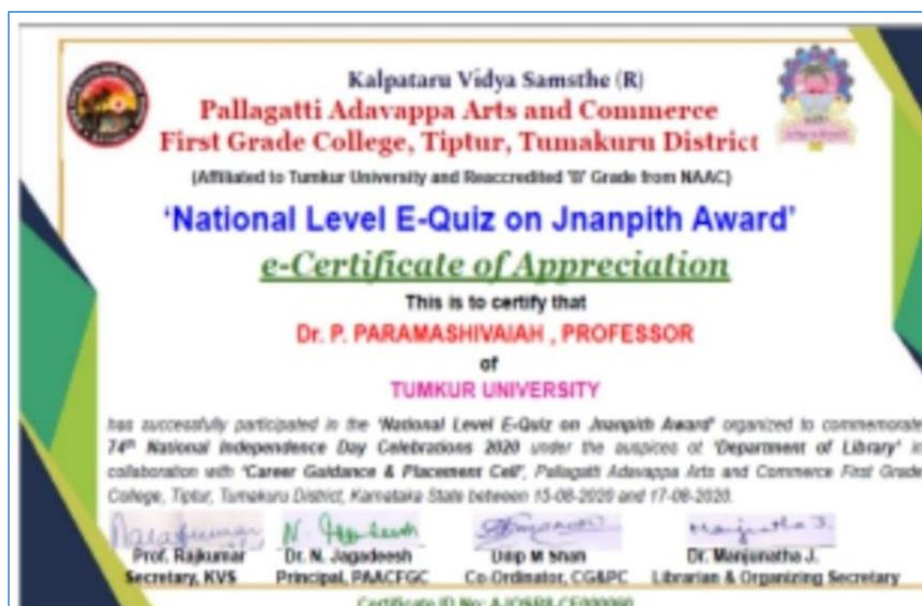 Kalpataru Vidya Samsthe (R)
Pallagatti Adavappa Arts and Commerce
First Grade College, Tiptur, Tumakuru District
(Affiliated to Tumkur University and Reaccredited 'B' Grade from NAAC)
'National Level E-Quiz on Jnanpith Award'
e-Certificate of Appreciation
This is to certify that
Dr. P. PARAMASHIVAIAH , PROFESSOR
of
TUMKUR UNIVERSITY
has successfully participated in the 'National Level E-Quiz on Jnanpith Award' organized to commemorate
74th National Independence Day Celebrations 2020 under the auspices of 'Department of Library' in
collaboration with 'Career Guidance & Placement Cell', Pallagatti Adavappa Arts and Commerce First Grade
College, Tiptur, Tumakuru District, Karnataka State between 15-08-2020 and 17-08-2020.
N. Jagadeesh Manjunatha J.
Prof. Rajkumar Dr. N. Jagadeesh Dilip M Shan Dr. Manjunatha J.
Secretary, KVS Principal, PAACFGC Co-Ordinator, CG&PC Librarian & Organizing Secretary
Certificate ID No: